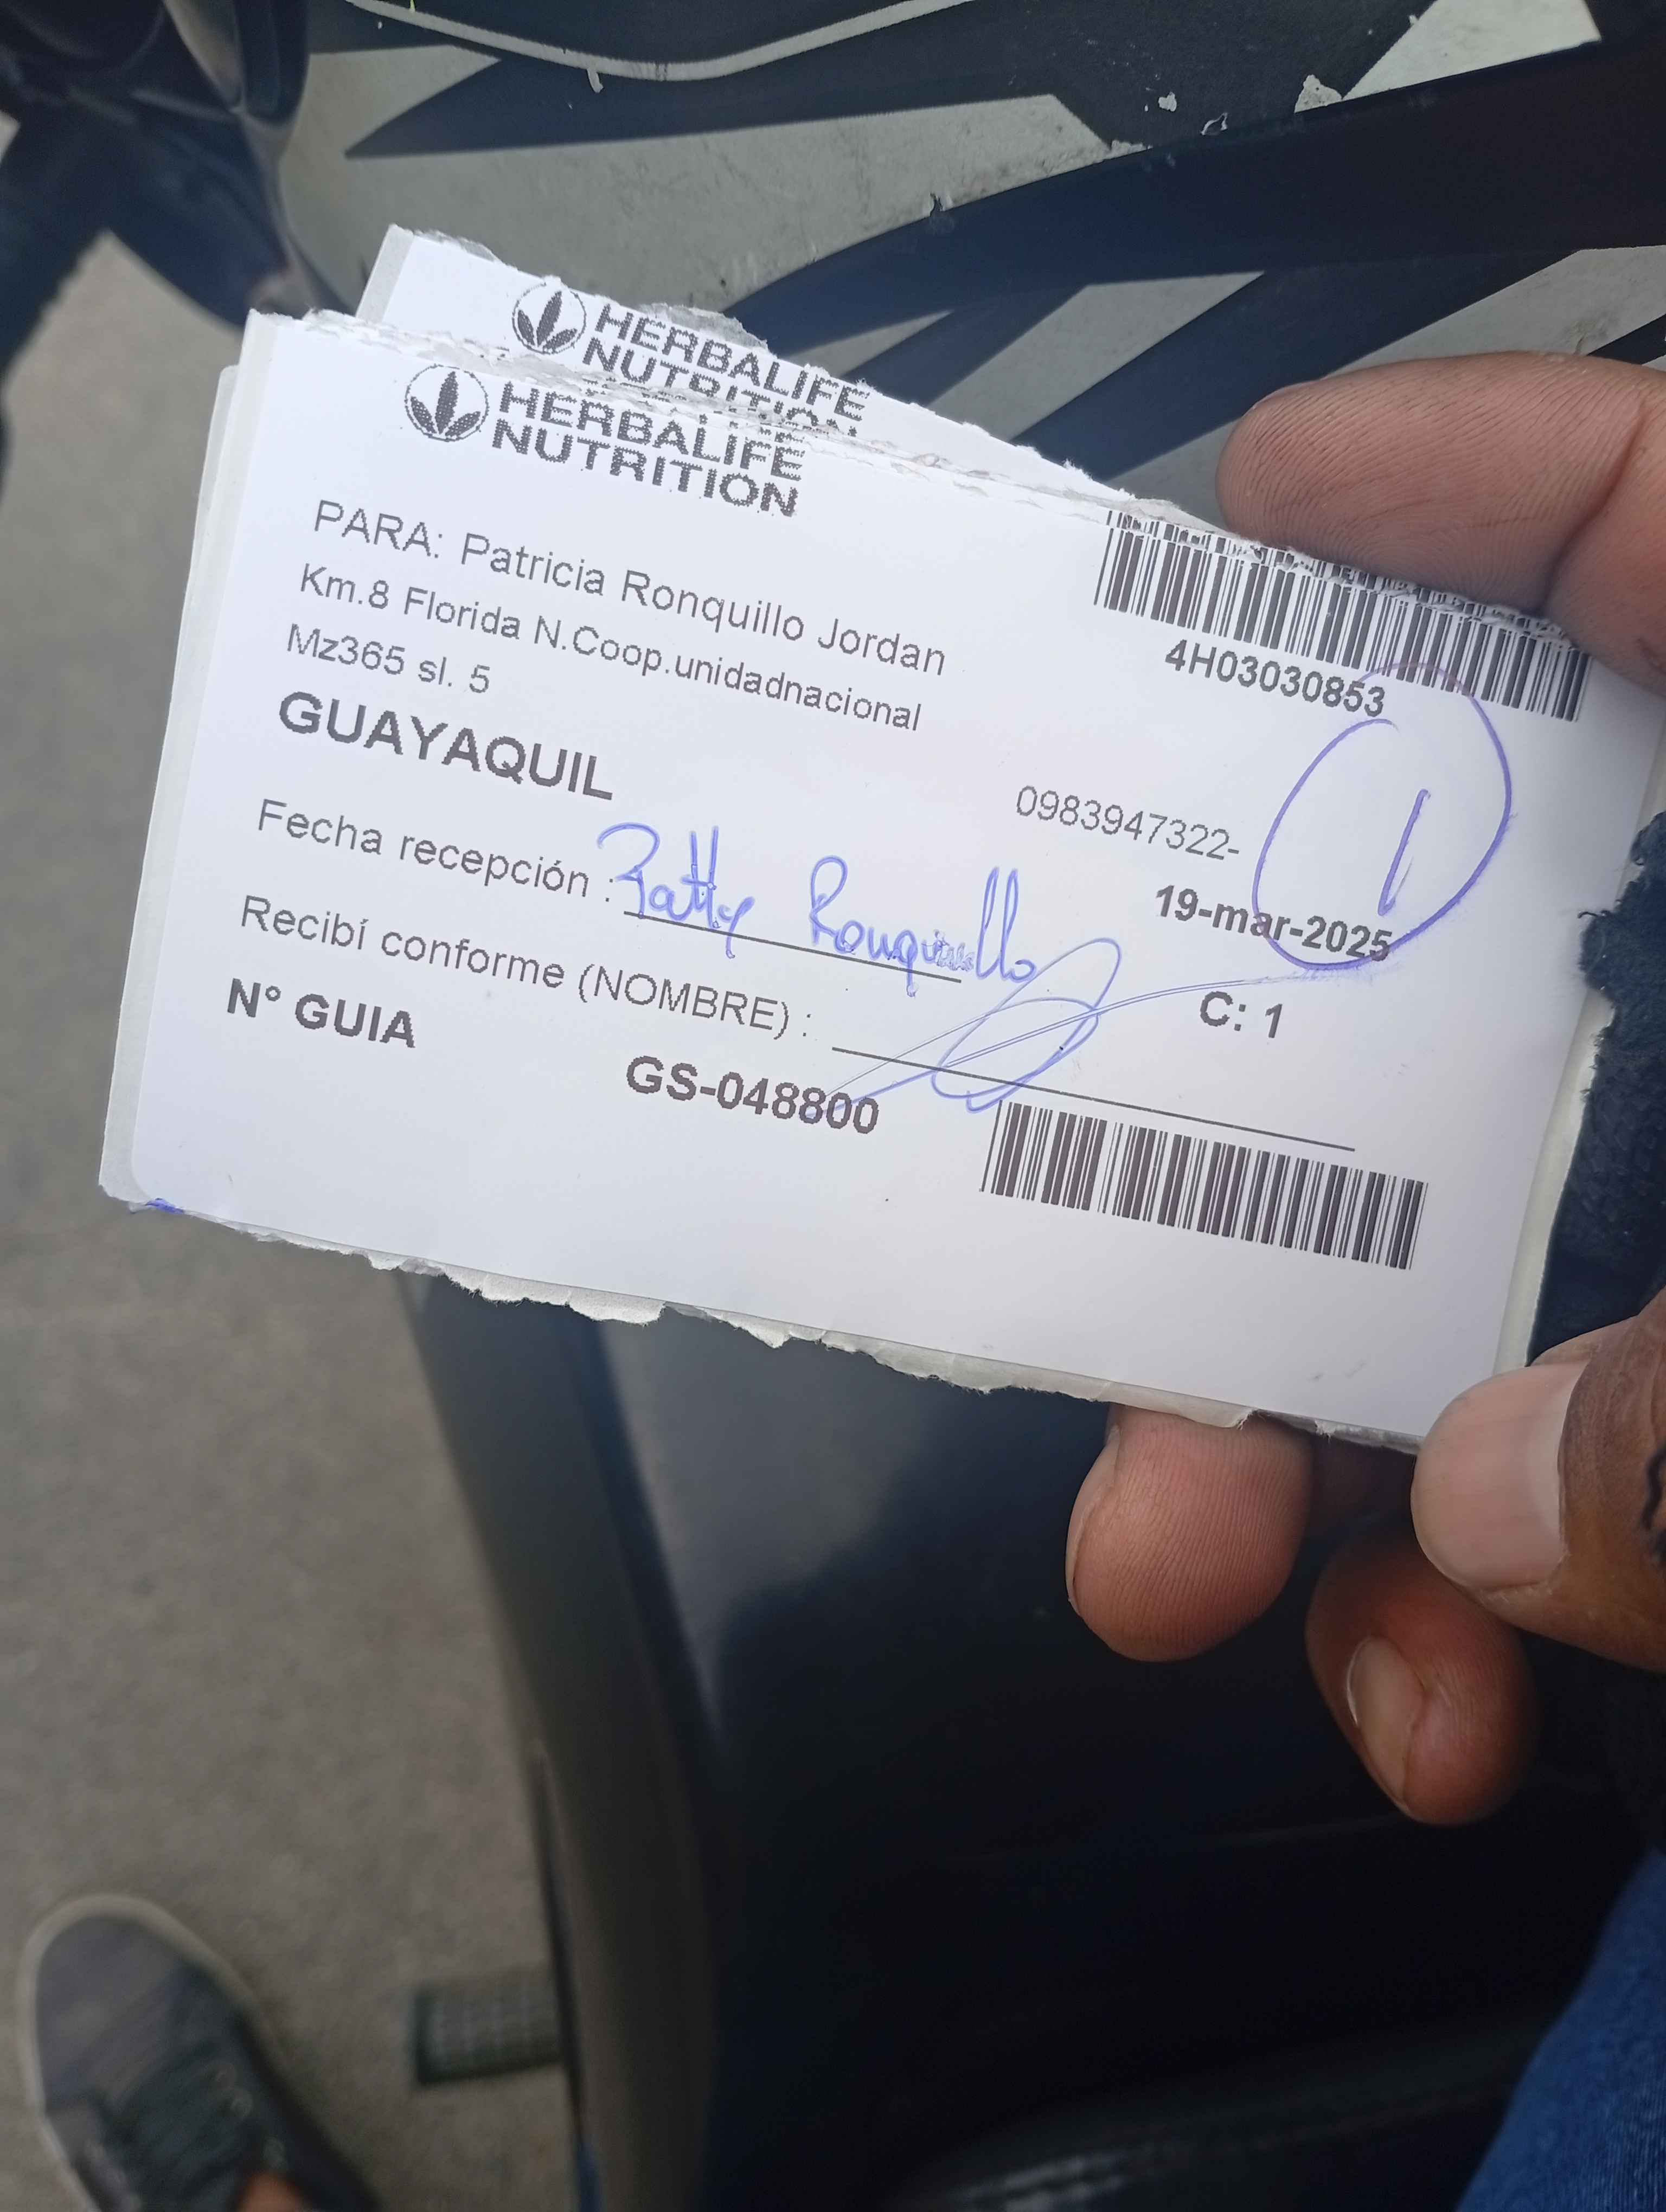 HERBALIFE
NUTRITION
HERBALIFE
NUTRITION
PARA: Patricia Ronquillo Jordan
Km.8 Florida N.Coop.unidadnacional
Mz365 sl. 5
GUAYAQUIL
4H03030853
0983947322-
1
19-mar-2025
Fecha recepción : Patty Ronquillo
Recibí conforme (NOMBRE) :
C: 1
N° GUIA GS-048800